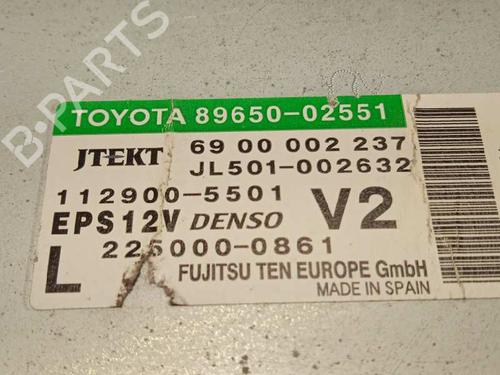 B-PARTS
TOYOTA 89650-02551
JTEKT 69 00 002 237
JL501-002632
112900-5501
EPS12V DENSO V2
L 225000-0861
FUJITSU TEN EUROPE GmbH
MADE IN SPAIN